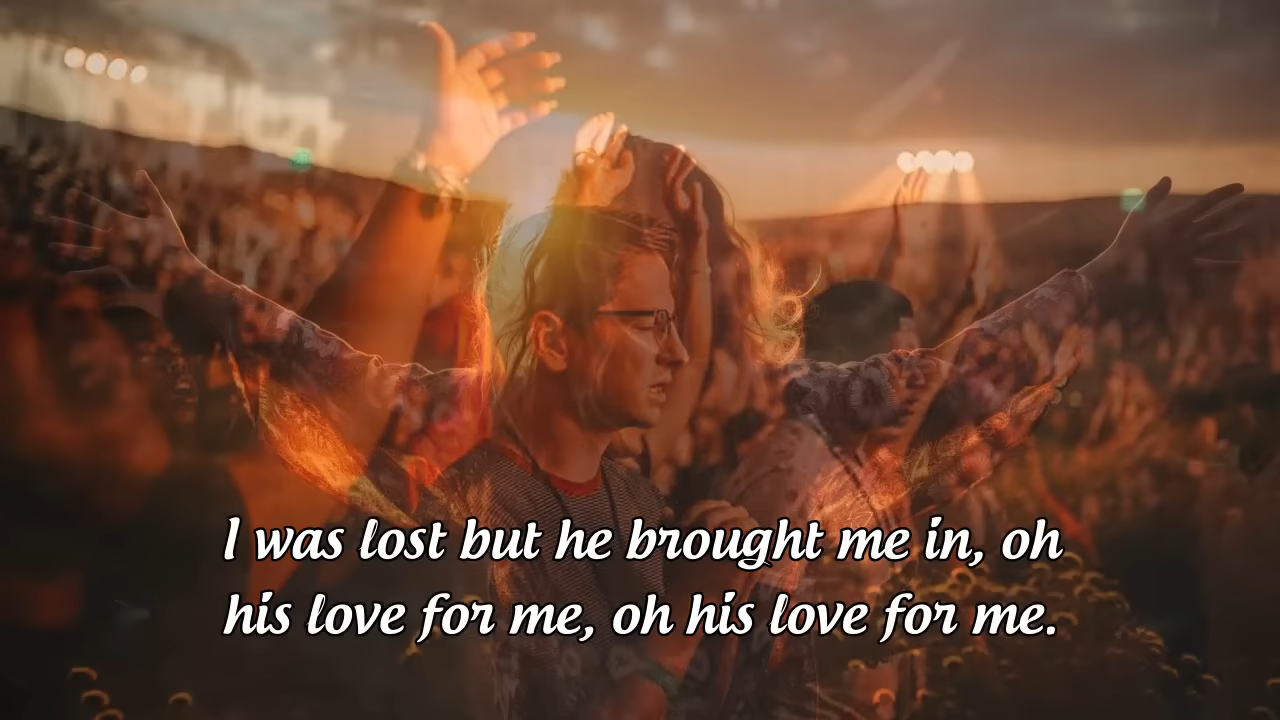 I was lost but he brought me in, oh
his love for me, oh his love for me.